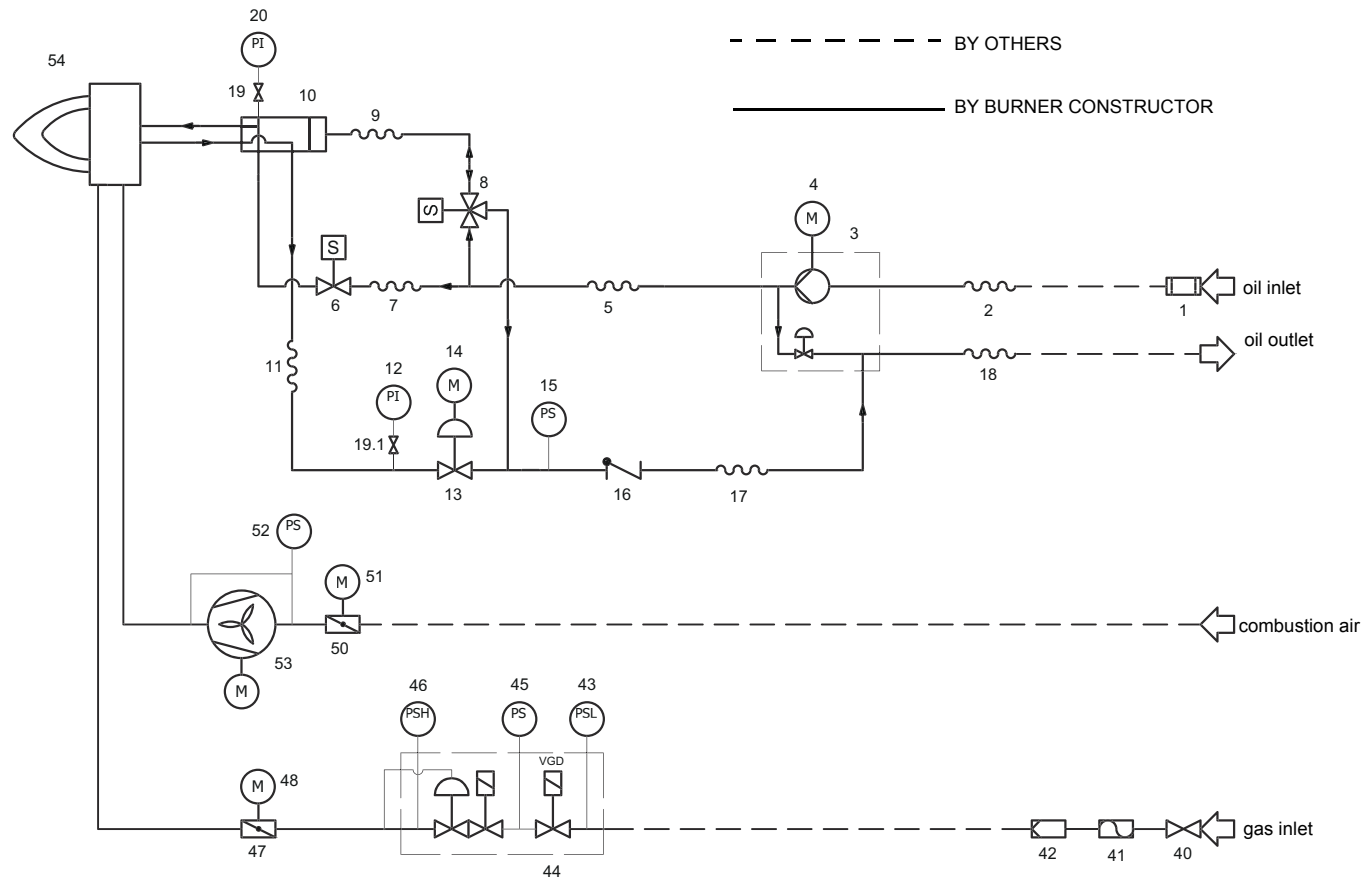 20
PI
BY OTHERS
54
19
10
9
BY BURNER CONSTRUCTOR
8
S
4
M
3
S
6
7
5
2
1
oil inlet
oil outlet
11
14
M
12
PI
15
PS
18
19.1
13
16
17
52
PS
51
M
50
combustion air
53
M
46
45
43
PSH
PS
PSL
VGD
48
M
47
44
42
41
40
gas inlet